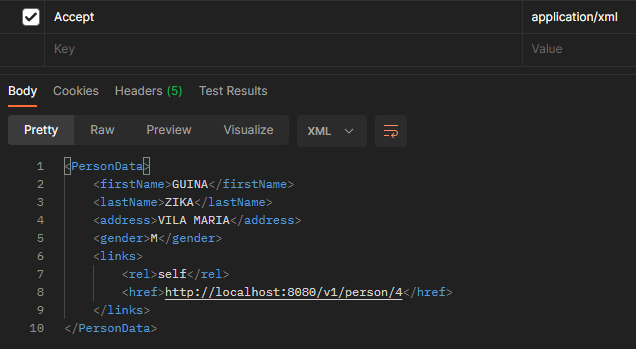 Accept application/xml
Key Value
Body Cookies Headers (5) Test Results
Pretty Raw Preview Visualize XML
1 <PersonData>
2 <firstName>GUINA</firstName>
3 <lastName>ZIKA</lastName>
4 <address>VILA MARIA</address>
5 <gender>M</gender>
6 <links>
7 <rel>self</rel>
8 <href>http://localhost:8080/v1/person/4</href>
9 </links>
10 </PersonData>